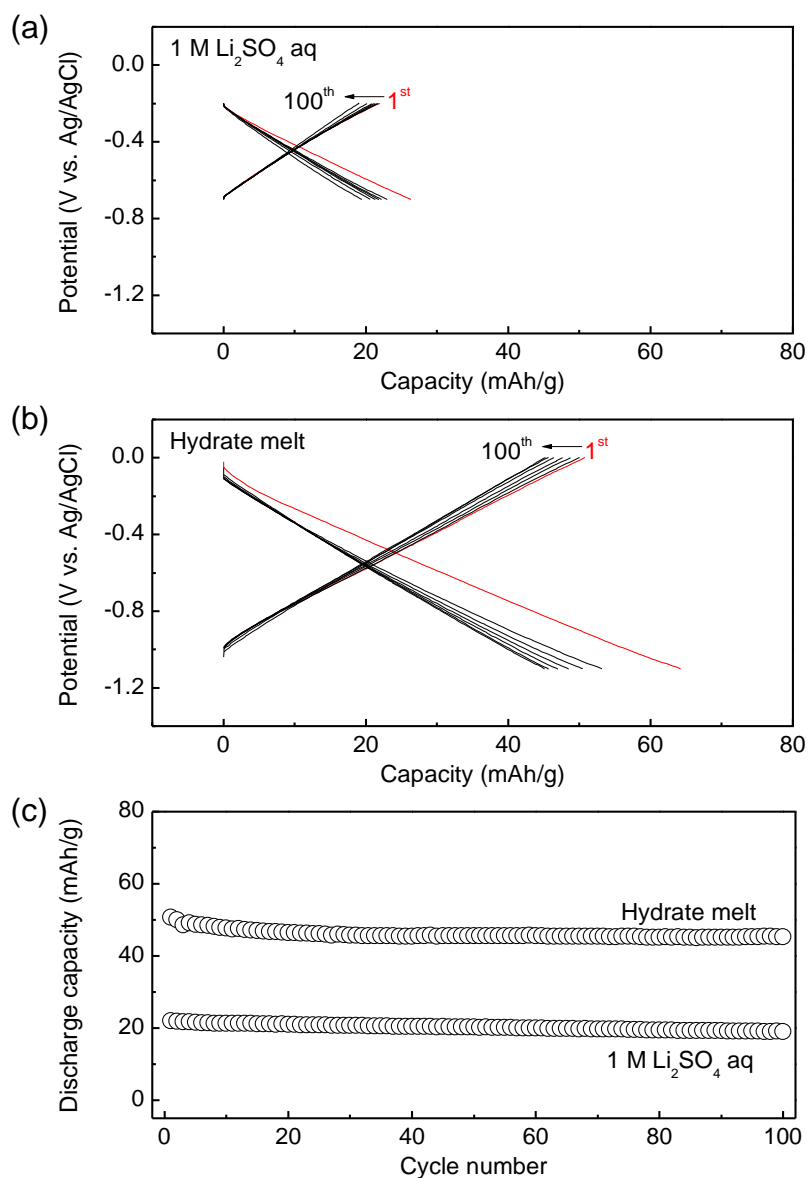 (a)
1 M Li₂SO₄ aq
100ᵗʰ
1ˢᵗ
0.0
-0.4
-0.8
-1.2
Potential (V vs. Ag/AgCl)
0
20
40
60
80
Capacity (mAh/g)
(b)
Hydrate melt
100ᵗʰ
1ˢᵗ
0.0
-0.4
-0.8
-1.2
Potential (V vs. Ag/AgCl)
0
20
40
60
80
Capacity (mAh/g)
(c)
80
60
40
20
0
Discharge capacity (mAh/g)
Hydrate melt
1 M Li₂SO₄ aq
0
20
40
60
80
100
Cycle number